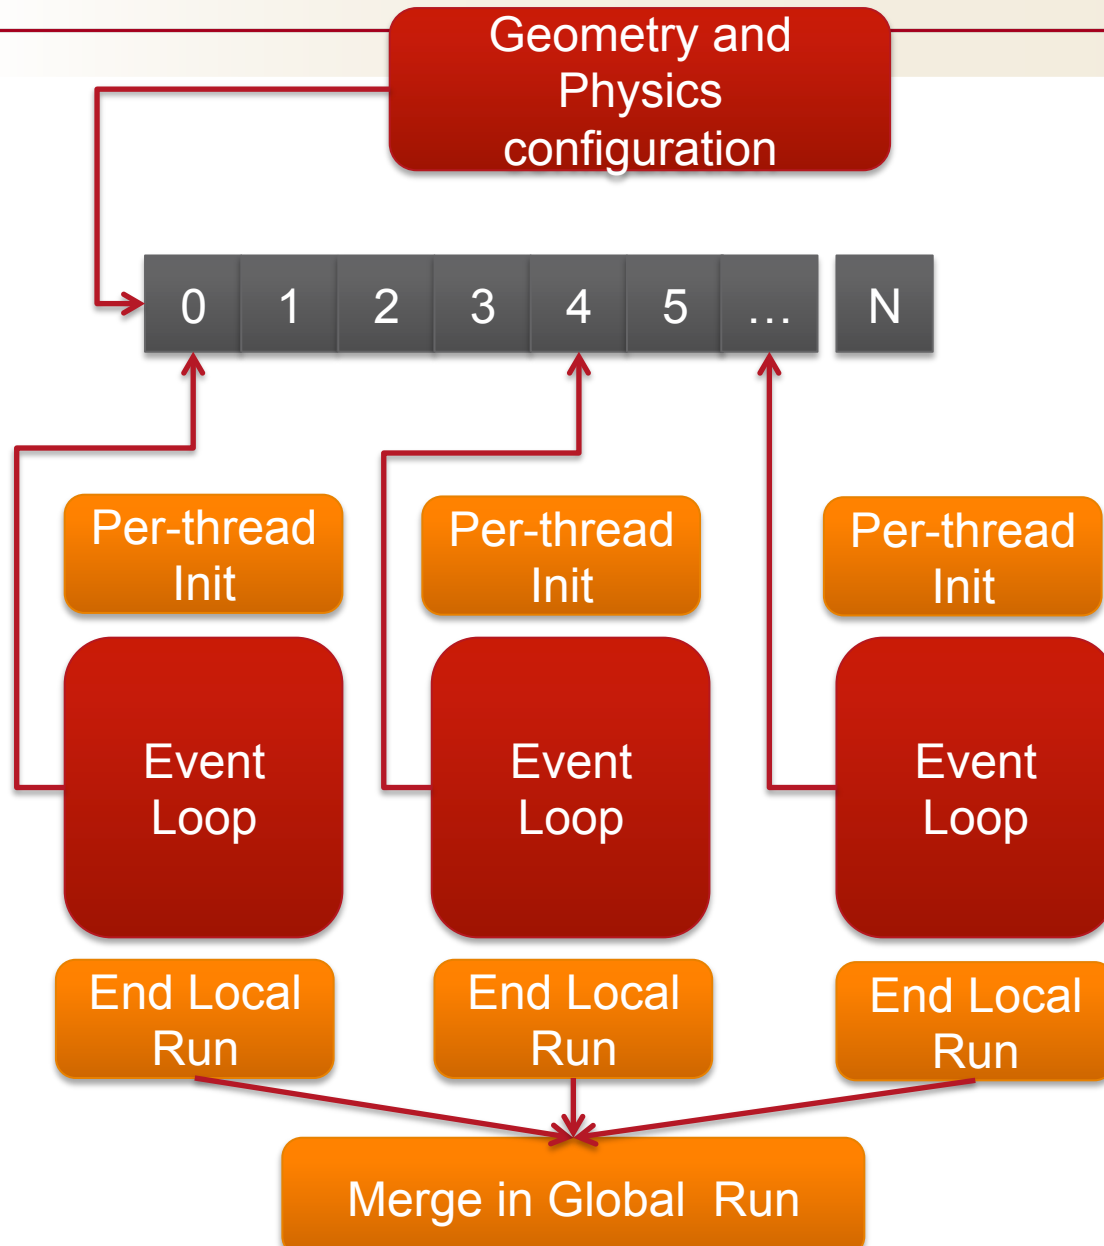 Geometry and
Physics
configuration
0 1 2 3 4 5 … N
Per-thread
Init
Per-thread
Init
Per-thread
Init
Event
Loop
Event
Loop
Event
Loop
End Local
Run
End Local
Run
End Local
Run
Merge in Global Run